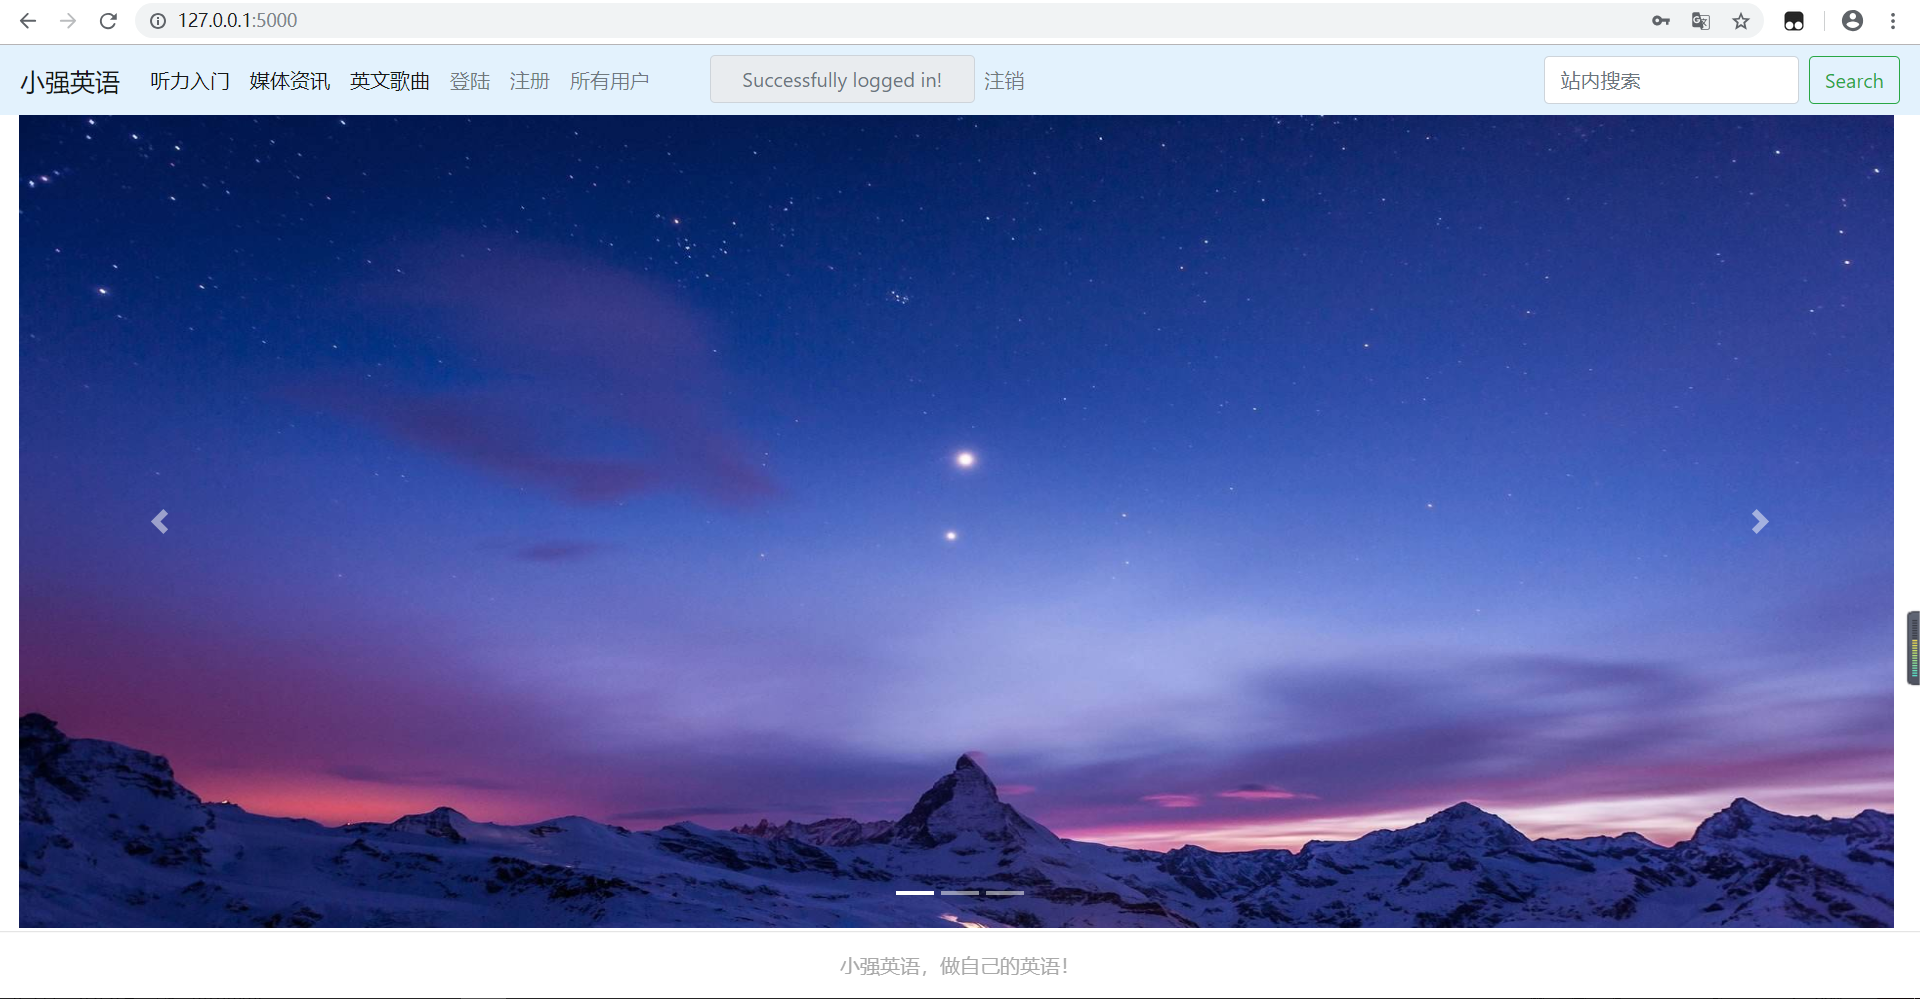 127.0.0.1:5000
小强英语 听力入门 媒体资讯 英文歌曲 登陆 注册 所有用户 Successfully logged in! 注销 站内搜索 Search
小强英语，做自己的英语！